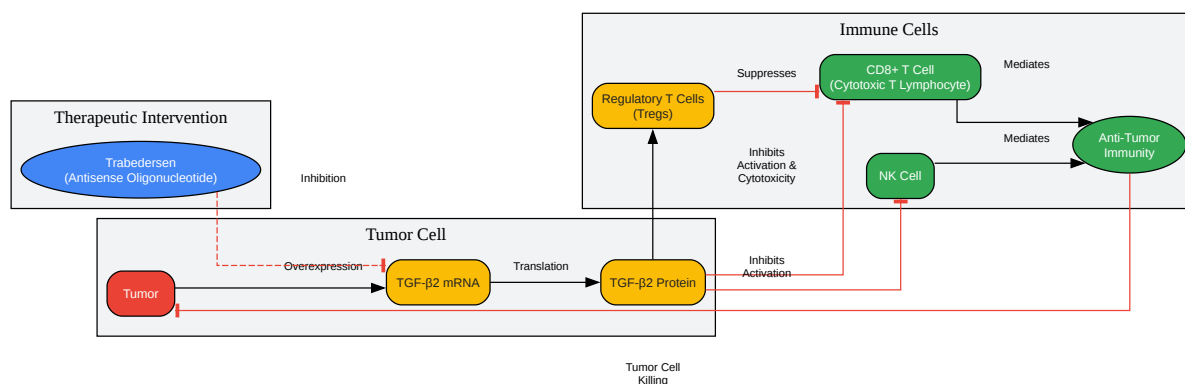 Immune Cells
Suppresses
CD8+ T Cell
(Cytotoxic T Lymphocyte)
Mediates
Regulatory T Cells
(Tregs)
Therapeutic Intervention
Trabedersen
(Antisense Oligonucleotide)
Inhibition
Inhibits
Activation &
Cytotoxicity
Mediates
NK Cell
Anti-Tumor
Immunity
Tumor Cell
Overexpression
Translation
Inhibits
Activation
Tumor
TGF-β2 mRNA
TGF-β2 Protein
Tumor Cell
Killing